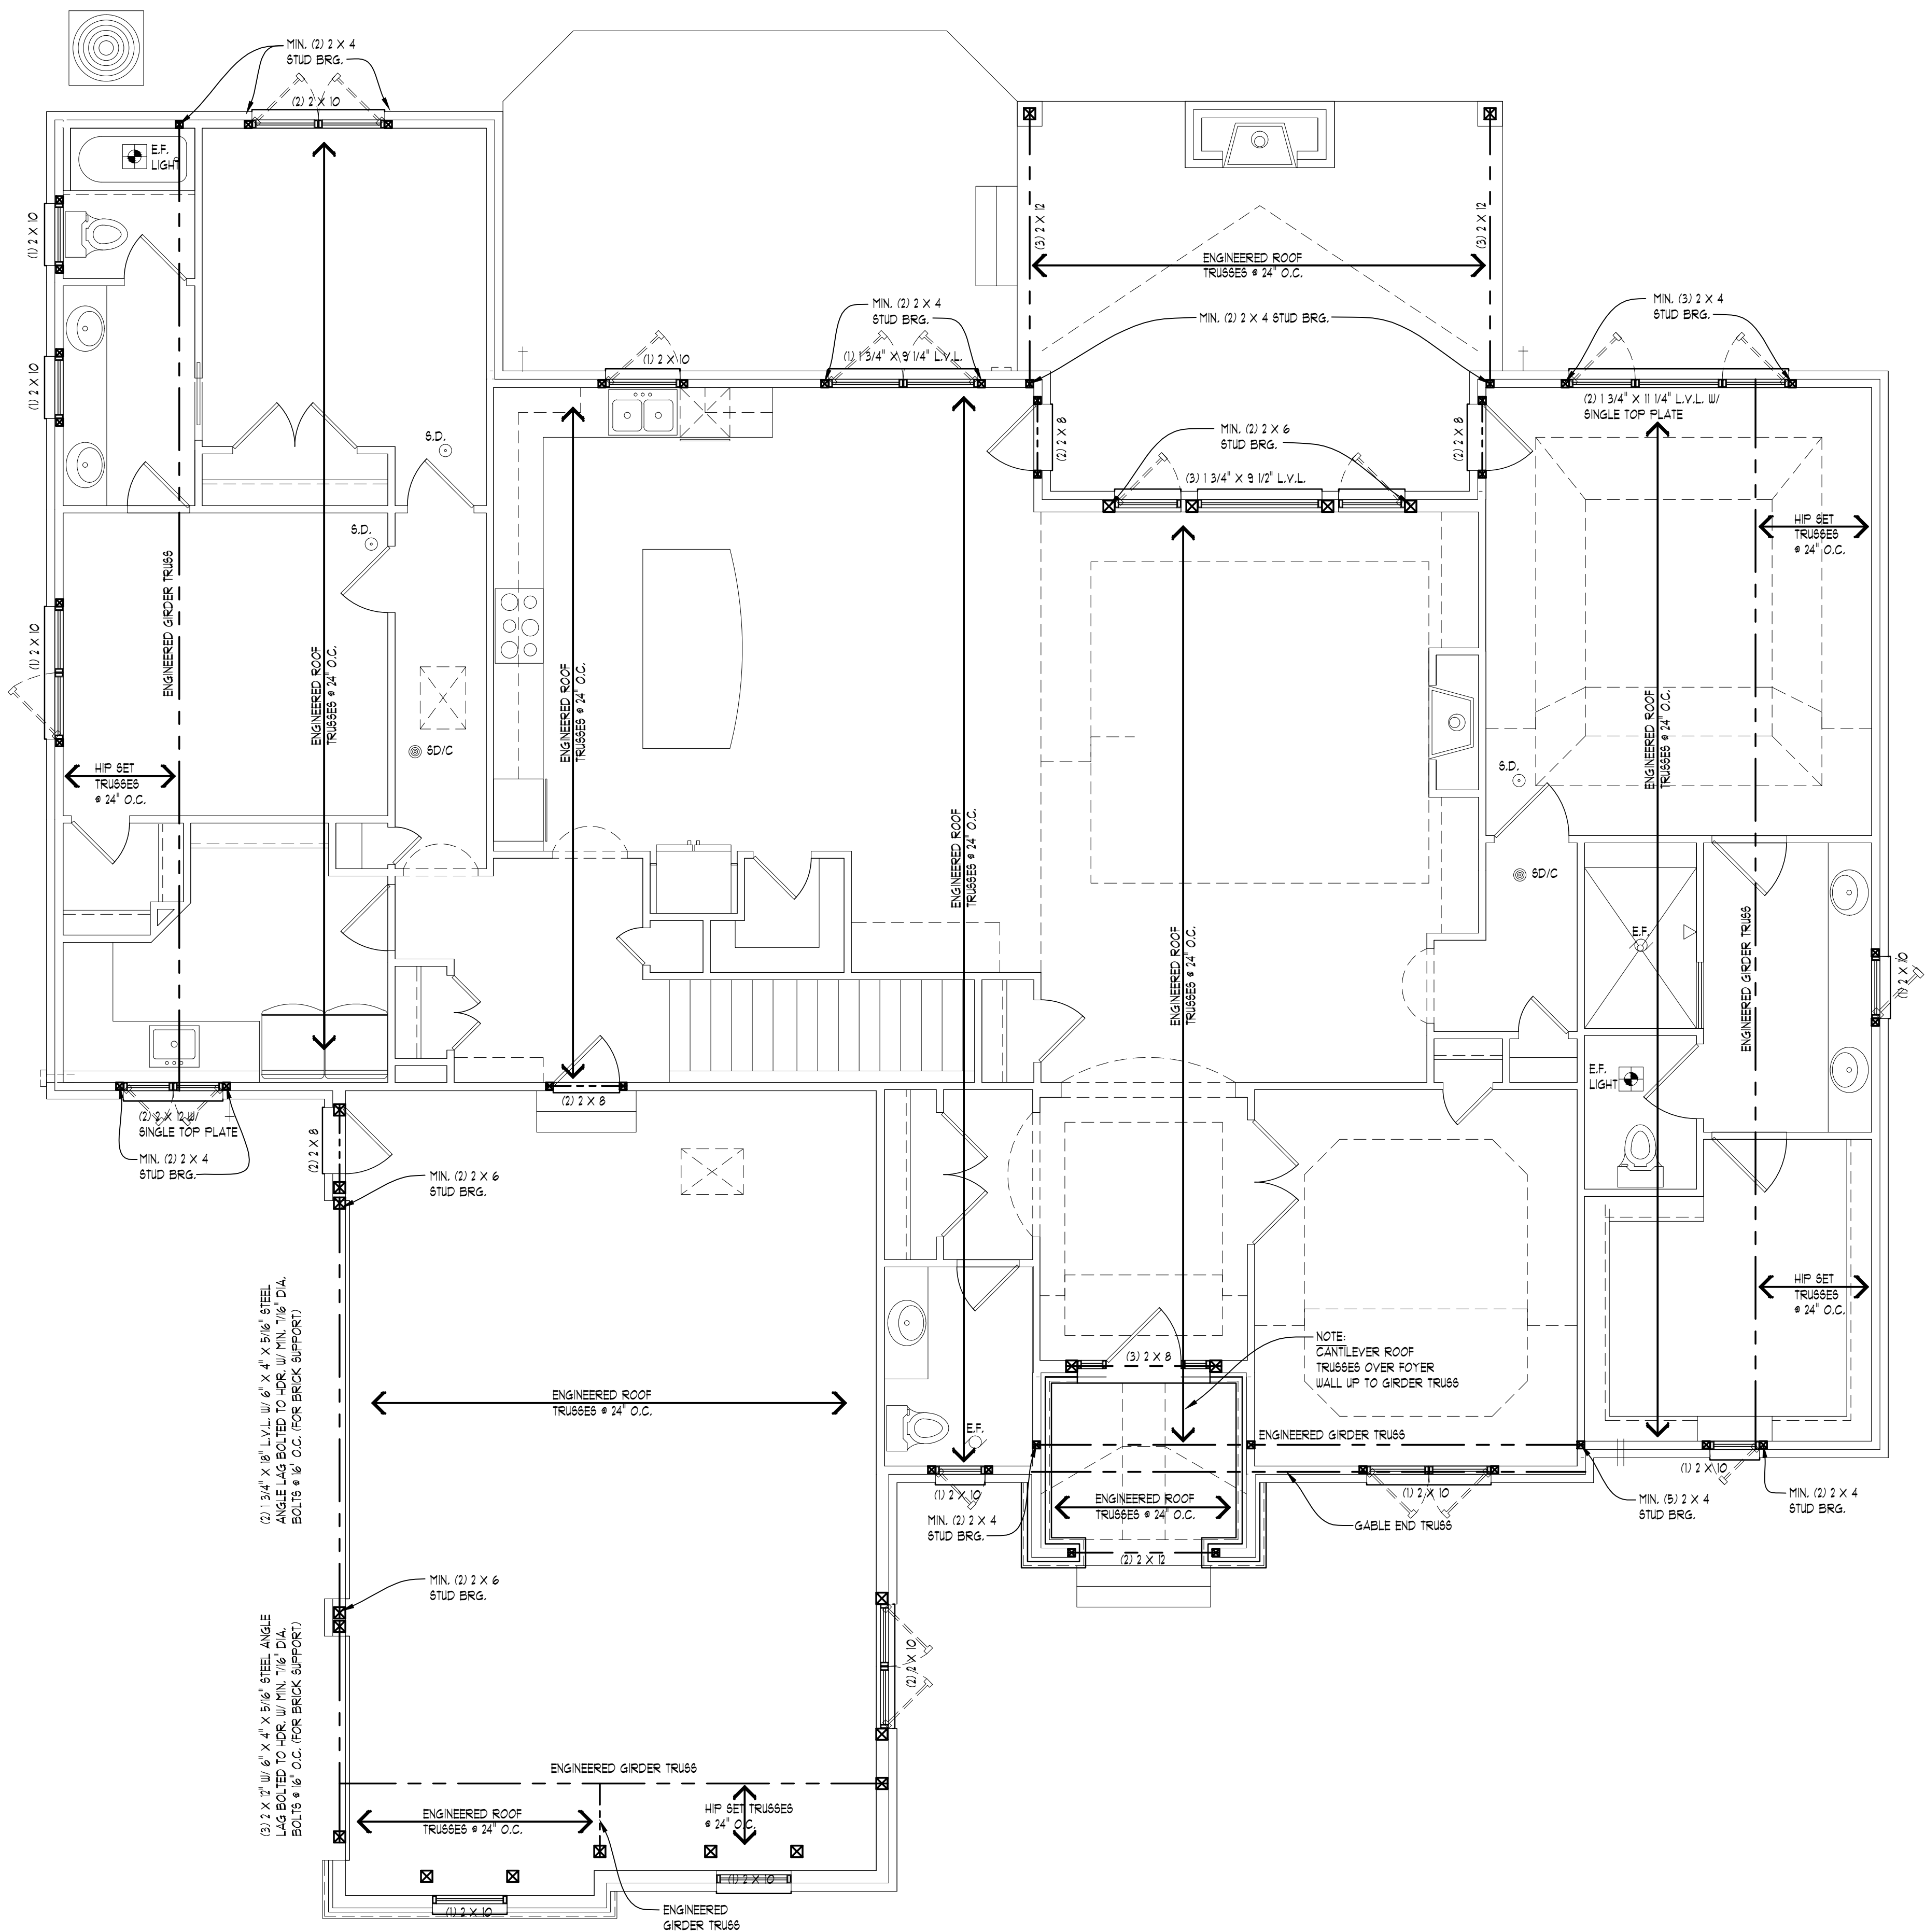 MIN. (2) 2 X 4
STUD BRG.
(2) 2 X 10
E.F.
LIGHT
(1) 2 X 10
(1) 2 X 10
(1) 2 X 10
ENGINEERED GIRDER TRUSS
ENGINEERED ROOF
TRUSSES @ 24" O.C.
S.D.
S.D.
SD/C
HIP SET
TRUSSES
@ 24" O.C.
(3) 2 X 12
(3) 2 X 12
ENGINEERED ROOF
TRUSSES @ 24" O.C.
MIN. (2) 2 X 4
STUD BRG.
MIN. (2) 2 X 4 STUD BRG.
MIN. (3) 2 X 4
STUD BRG.
(1) 2 X 10
(1) 1 3/4" X 9 1/4" L.V.L.
(2) 2 X 8
MIN. (2) 2 X 6
STUD BRG.
(3) 1 3/4" X 9 1/2" L.V.L.
(2) 2 X 8
(2) 1 3/4" X 11 1/4" L.V.L. W/
SINGLE TOP PLATE
HIP SET
TRUSSES
@ 24" O.C.
ENGINEERED ROOF
TRUSSES @ 24" O.C.
ENGINEERED ROOF
TRUSSES @ 24" O.C.
ENGINEERED ROOF
TRUSSES @ 24" O.C.
ENGINEERED ROOF
TRUSSES @ 24" O.C.
S.D.
SD/C
E.F.
ENGINEERED GIRDER TRUSS
(1) 2 X 10
E.F.
LIGHT
(2) 2 X 12 W/
SINGLE TOP PLATE
MIN. (2) 2 X 4
STUD BRG.
(2) 2 X 8
(2) 2 X 8
MIN. (2) 2 X 6
STUD BRG.
(2) 1 3/4" X 18" L.V.L. W/ 6" X 4" X 5/16" STEEL
ANGLE LAG BOLTED TO HDR. W/ MIN. 7/16" DIA.
BOLTS @ 16" O.C. (FOR BRICK SUPPORT)
HIP SET
TRUSSES
@ 24" O.C.
NOTE:
CANTILEVER ROOF
TRUSSES OVER FOYER
WALL UP TO GIRDER TRUSS
(3) 2 X 8
ENGINEERED ROOF
TRUSSES @ 24" O.C.
E.F.
ENGINEERED GIRDER TRUSS
(1) 2 X 10
MIN. (2) 2 X 4
STUD BRG.
ENGINEERED ROOF
TRUSSES @ 24" O.C.
(1) 2 X 10
GABLE END TRUSS
(1) 2 X 10
MIN. (5) 2 X 4
STUD BRG.
MIN. (2) 2 X 4
STUD BRG.
(2) 2 X 12
MIN. (2) 2 X 6
STUD BRG.
(3) 2 X 12" W/ 6" X 4" X 5/16" STEEL ANGLE
LAG BOLTED TO HDR. W/ MIN. 7/16" DIA.
BOLTS @ 16" O.C. (FOR BRICK SUPPORT)
(2) 2 X 10
ENGINEERED GIRDER TRUSS
ENGINEERED ROOF
TRUSSES @ 24" O.C.
HIP SET TRUSSES
@ 24" O.C.
(1) 2 X 10
(1) 2 X 10
ENGINEERED
GIRDER TRUSS